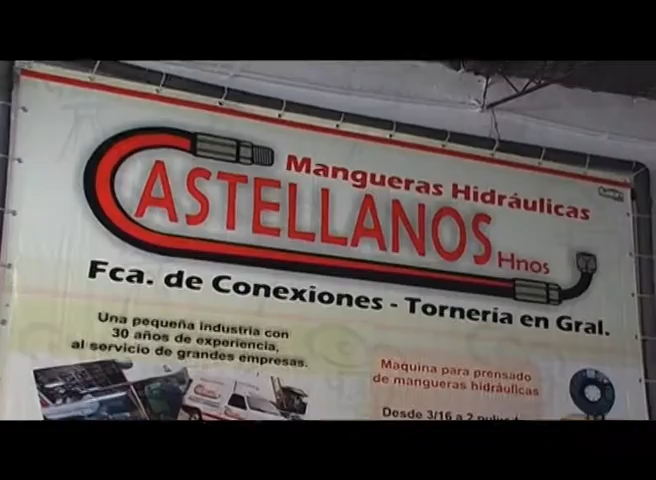 Mangueras Hidráulicas
CASTELLANOS Hnos
Fca. de Conexiones - Tornería en Gral.
Una pequeña industria con
30 años de experiencia,
al servicio de grandes empresas.
Maquina para prensado
de mangueras hidráulicas
Desde 3/16 a 2